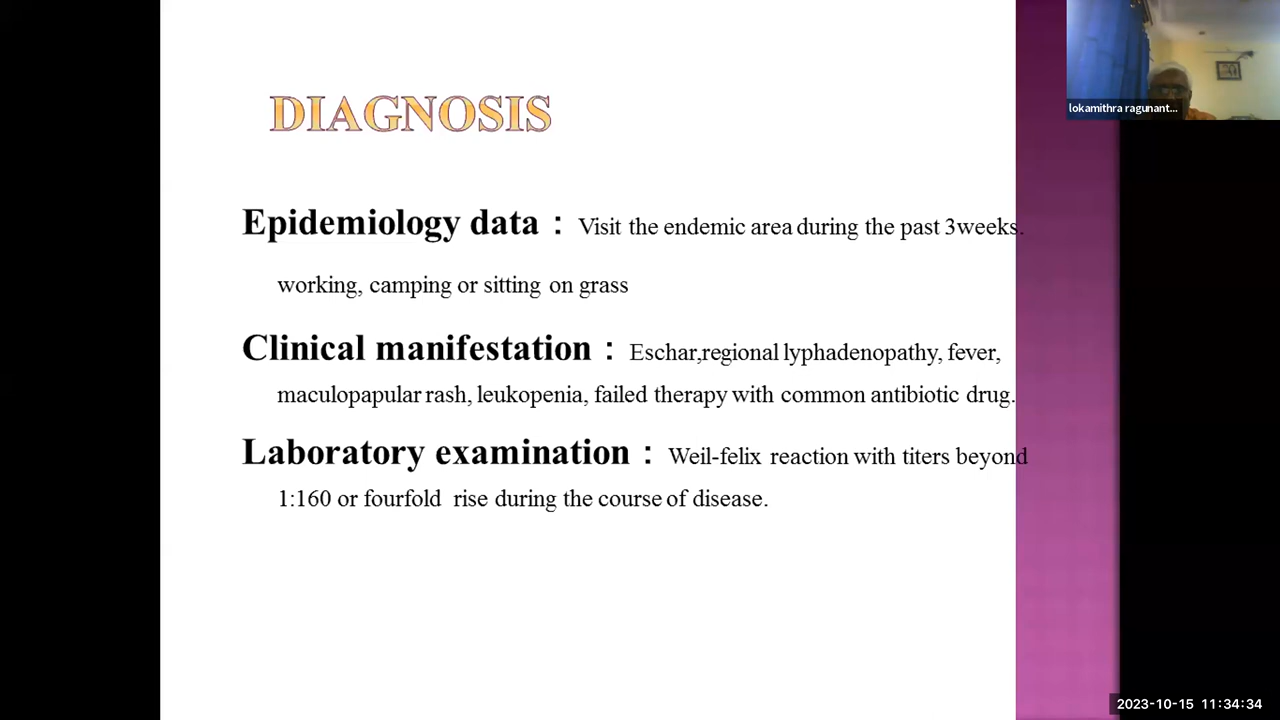 lokamithra ragunant...
DIAGNOSIS
Epidemiology data : Visit the endemic area during the past 3weeks.
working, camping or sitting on grass
Clinical manifestation : Eschar,regional lyphadenopathy, fever,
maculopapular rash, leukopenia, failed therapy with common antibiotic drug.
Laboratory examination : Weil-felix reaction with titers beyond
1:160 or fourfold rise during the course of disease.
2023-10-15 11:34:34